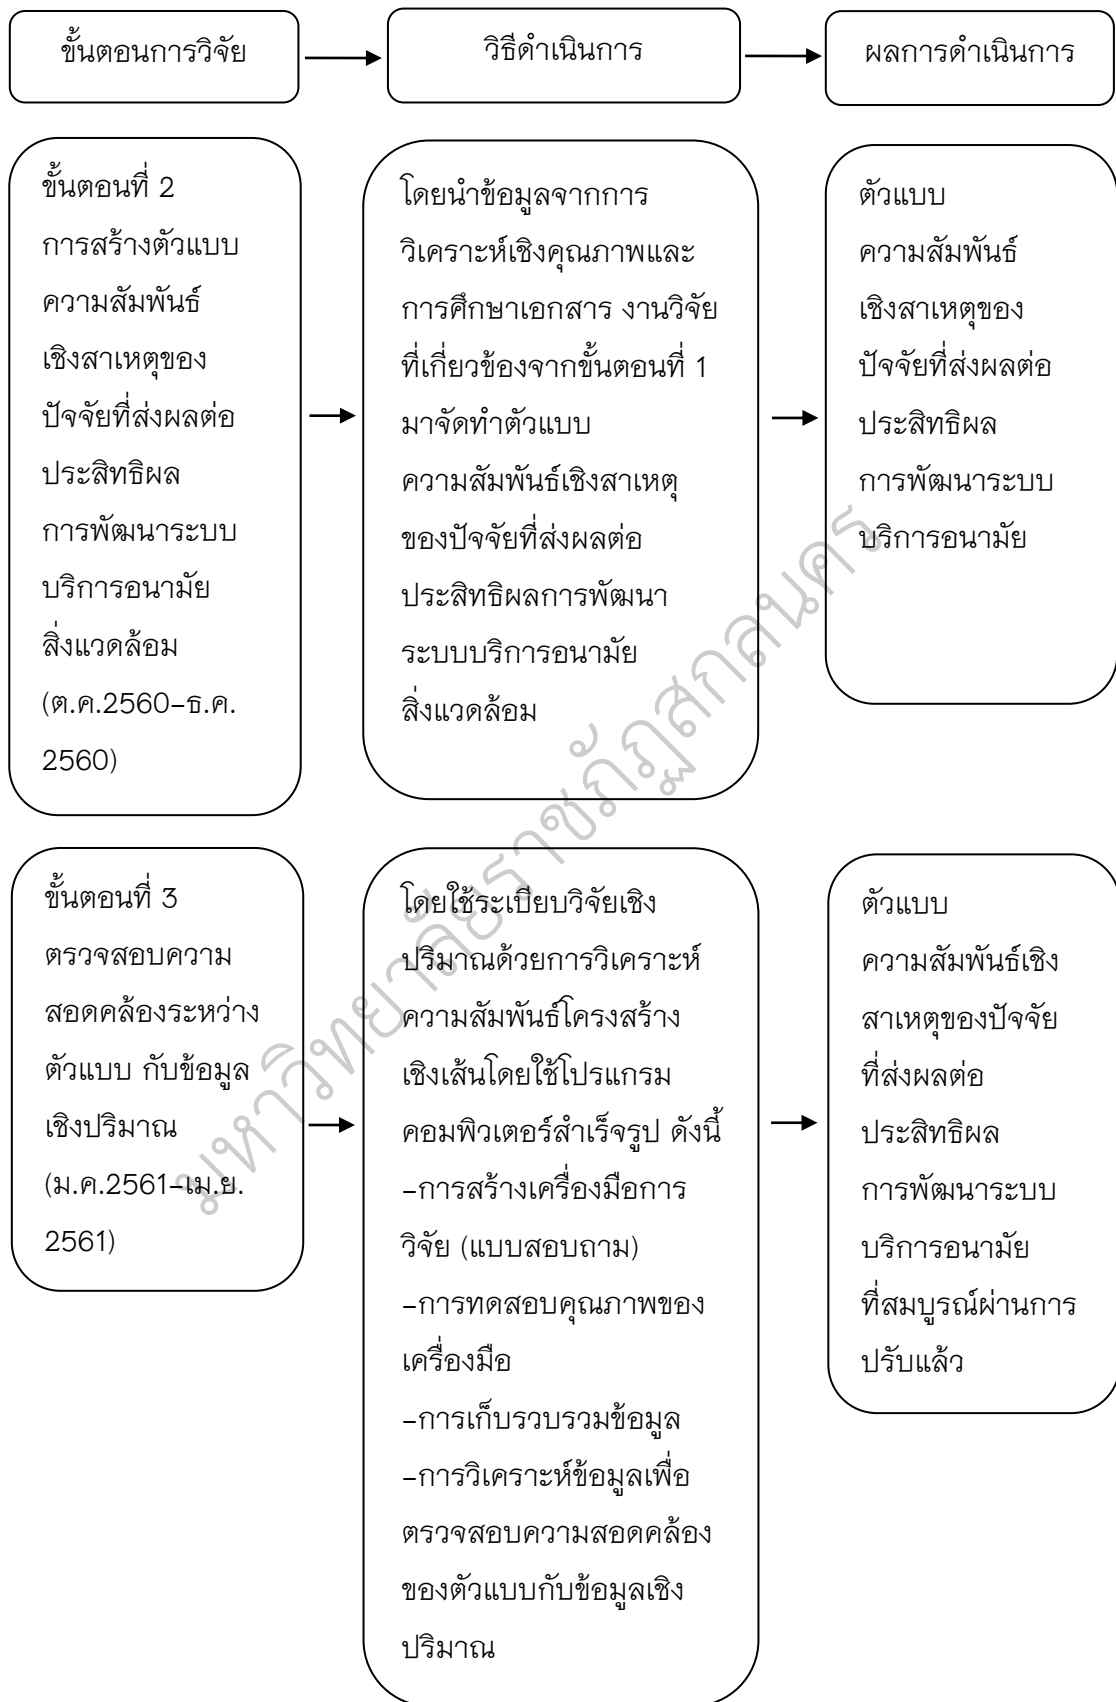 ขั้นตอนการวิจัย
วิธีดำเนินการ
ผลการดำเนินการ
ขั้นตอนที่ 2
การสร้างตัวแบบ
ความสัมพันธ์
เชิงสาเหตุของ
ปัจจัยที่ส่งผลต่อ
ประสิทธิผล
การพัฒนาระบบ
บริการอนามัย
สิ่งแวดล้อม
(ต.ค.2560-ธ.ค.
2560)
โดยนำข้อมูลจากการ
วิเคราะห์เชิงคุณภาพและ
การศึกษาเอกสาร งานวิจัย
ที่เกี่ยวข้องจากขั้นตอนที่ 1
มาจัดทำตัวแบบ
ความสัมพันธ์เชิงสาเหตุ
ของปัจจัยที่ส่งผลต่อ
ประสิทธิผลการพัฒนา
ระบบบริการอนามัย
สิ่งแวดล้อม
ตัวแบบ
ความสัมพันธ์
เชิงสาเหตุของ
ปัจจัยที่ส่งผลต่อ
ประสิทธิผล
การพัฒนาระบบ
บริการอนามัย
ขั้นตอนที่ 3
ตรวจสอบความ
สอดคล้องระหว่าง
ตัวแบบ กับข้อมูล
เชิงปริมาณ
(ม.ค.2561-เม.ย.
2561)
โดยใช้ระเบียบวิจัยเชิง
ปริมาณด้วยการวิเคราะห์
ความสัมพันธ์โครงสร้าง
เชิงเส้นโดยใช้โปรแกรม
คอมพิวเตอร์สำเร็จรูป ดังนี้
-การสร้างเครื่องมือการ
วิจัย (แบบสอบถาม)
-การทดสอบคุณภาพของ
เครื่องมือ
-การเก็บรวบรวมข้อมูล
-การวิเคราะห์ข้อมูลเพื่อ
ตรวจสอบความสอดคล้อง
ของตัวแบบกับข้อมูลเชิง
ปริมาณ
ตัวแบบ
ความสัมพันธ์เชิง
สาเหตุของปัจจัย
ที่ส่งผลต่อ
ประสิทธิผล
การพัฒนาระบบ
บริการอนามัย
ที่สมบูรณ์ผ่านการ
ปรับแล้ว
มหาวิทยาลัยราชภัฏสกลนคร